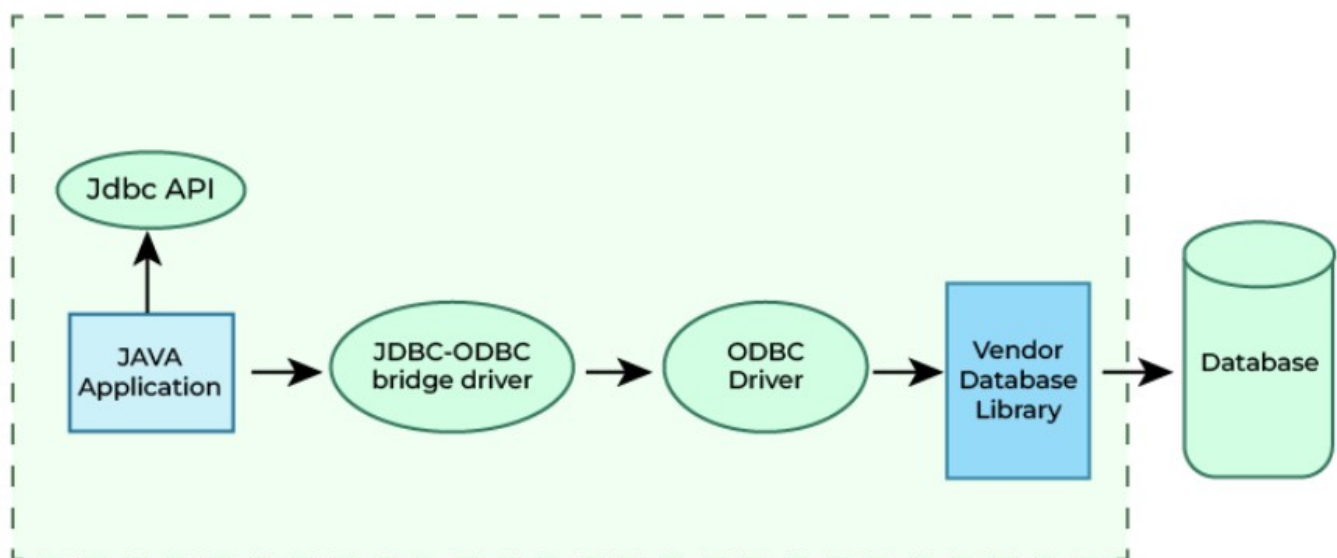 Jdbc API
JAVA
Application
JDBC-ODBC
bridge driver
ODBC
Driver
Vendor
Database
Library
Database